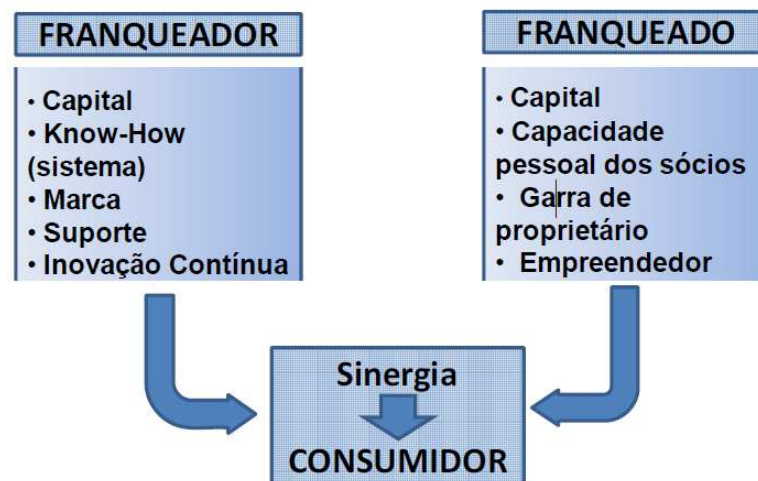 FRANQUEADOR
• Capital
• Know-How
(sistema)
• Marca
• Suporte
• Inovação Contínua
FRANQUEADO
• Capital
• Capacidade
pessoal dos sócios
• Garra de
proprietário
• Empreendedor
Sinergia
CONSUMIDOR